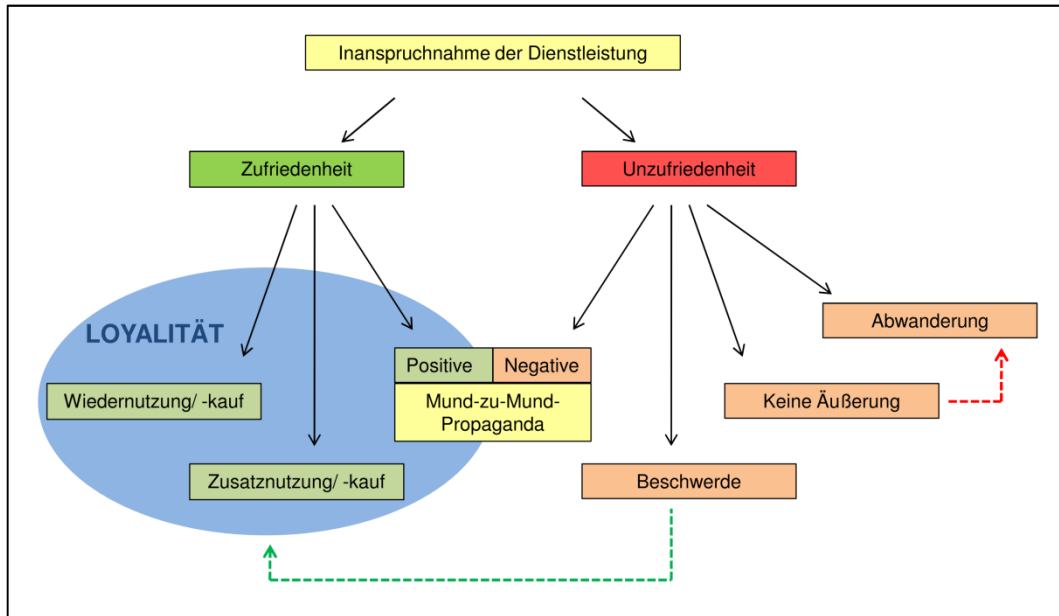 Inanspruchnahme der Dienstleistung
Zufriedenheit
Unzufriedenheit
LOYALITÄT
Abwanderung
Positive
Negative
Wiedernutzung/ -kauf
Mund-zu-Mund-
Propaganda
Keine Äußerung
Zusatznutzung/ -kauf
Beschwerde